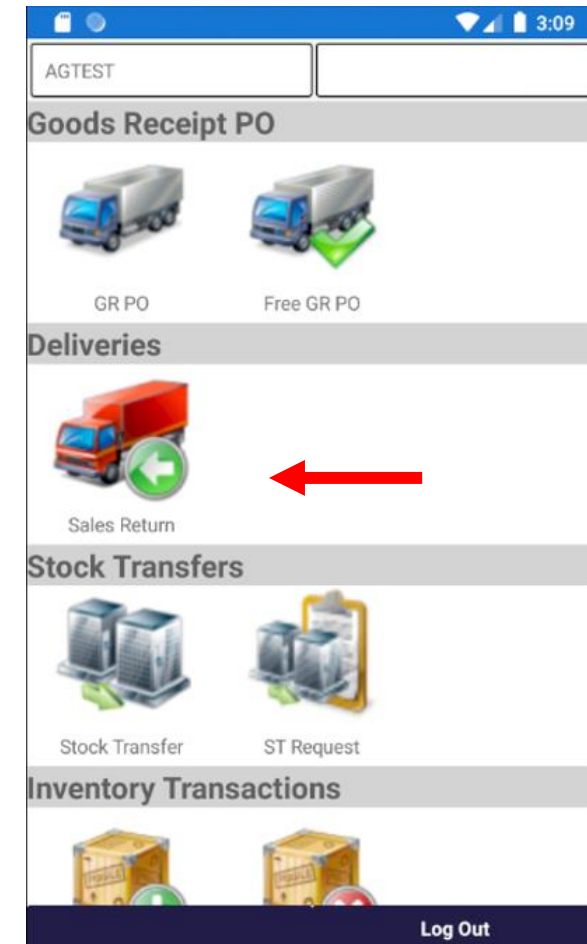 3:09
AGTEST
Goods Receipt PO
GR PO Free GR PO
Deliveries
Sales Return
Stock Transfers
Stock Transfer ST Request
Inventory Transactions
Log Out